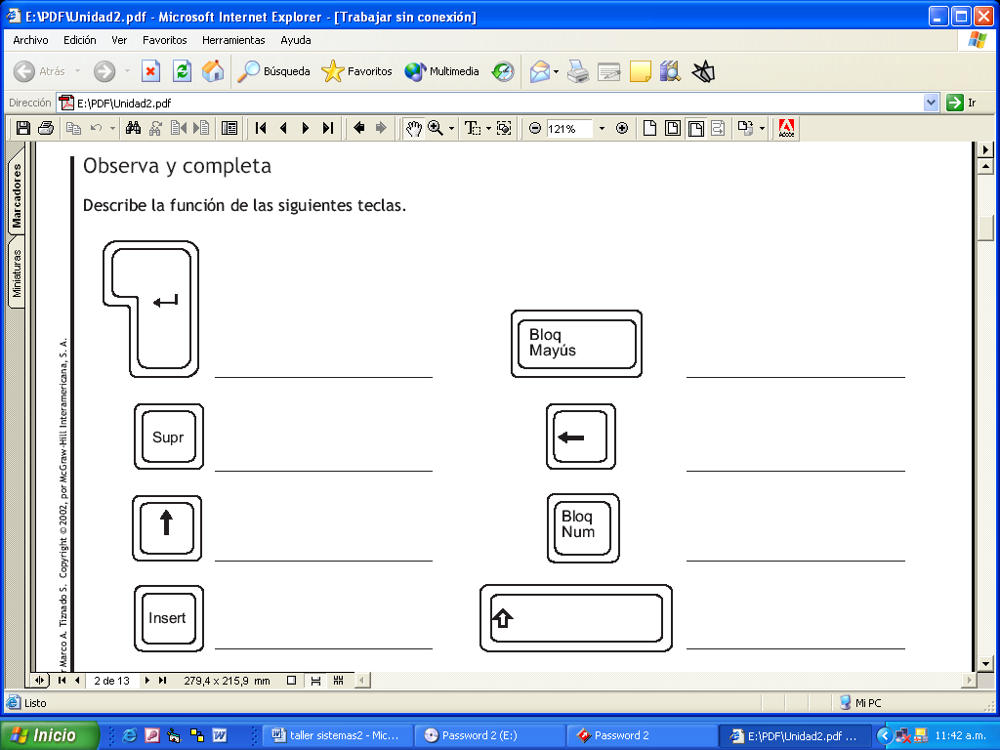 E:\PDF\Unidad2.pdf - Microsoft Internet Explorer - [Trabajar sin conexión]
Archivo Edición Ver Favoritos Herramientas Ayuda
Atrás Búsqueda Favoritos Multimedia
Dirección E:\PDF\Unidad2.pdf Ir
121% Adobe
Marcadores
Miniaturas
Observa y completa
Describe la función de las siguientes teclas.
Bloq
Mayús
Supr
Bloq
Num
Insert
r Marco A. Tiznado S. Copyright © 2002, por McGraw-Hill Interamericana, S. A.
2 de 13 279,4 x 215,9 mm
Listo Mi PC
Inicio taller sistemas2 - Mic... Password 2 (E:) Password 2 E:\PDF\Unidad2.pdf ... 11:42 a.m.